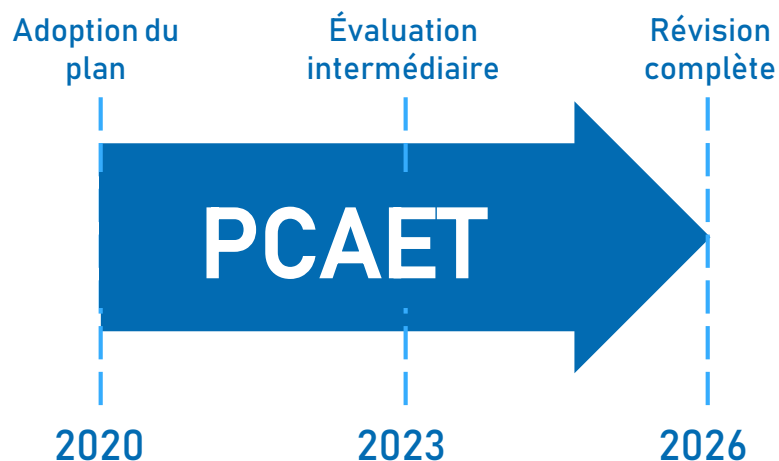 Adoption du
plan
Évaluation
intermédiaire
Révision
complète
PCAET
2020
2023
2026